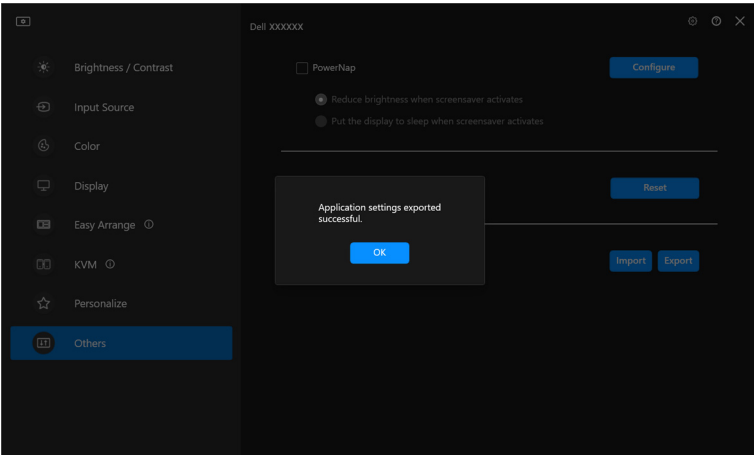 Dell XXXXXX
Brightness / Contrast
Input Source
Color
Display
Easy Arrange
KVM
Personalize
Others
PowerNap
Configure
Reduce brightness when screensaver activates
Put the display to sleep when screensaver activates
Reset
Application settings exported
successful.
OK
Import
Export